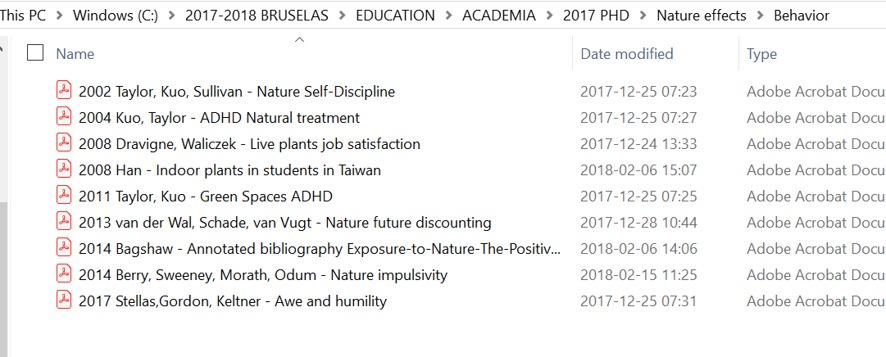 This PC > Windows (C:) > 2017-2018 BRUSELAS > EDUCATION > ACADEMIA > 2017 PHD > Nature effects > Behavior
Name Date modified Type
2002 Taylor, Kuo, Sullivan - Nature Self-Discipline 2017-12-25 07:23 Adobe Acrobat Docu
2004 Kuo, Taylor - ADHD Natural treatment 2017-12-25 07:27 Adobe Acrobat Docu
2008 Dravigne, Waliczek - Live plants job satisfaction 2017-12-24 13:33 Adobe Acrobat Docu
2008 Han - Indoor plants in students in Taiwan 2018-02-06 15:07 Adobe Acrobat Docu
2011 Taylor, Kuo - Green Spaces ADHD 2017-12-25 07:25 Adobe Acrobat Docu
2013 van der Wal, Schade, van Vugt - Nature future discounting 2017-12-28 10:44 Adobe Acrobat Docu
2014 Bagshaw - Annotated bibliography Exposure-to-Nature-The-Positiv... 2018-02-06 14:06 Adobe Acrobat Docu
2014 Berry, Sweeney, Morath, Odum - Nature impulsivity 2018-02-15 11:25 Adobe Acrobat Docu
2017 Stellas,Gordon, Keltner - Awe and humility 2017-12-25 07:31 Adobe Acrobat Docu